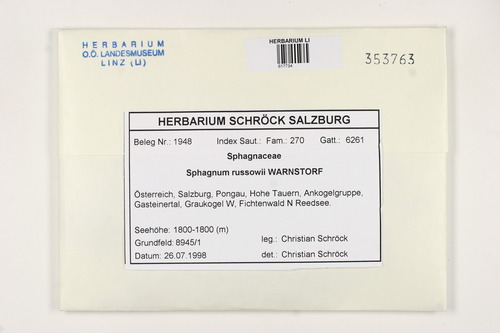 HERBARIUM
O.Ö. LANDESMUSEUM
LINZ (LI)
HERBARIUM LI
617734
353763
HERBARIUM SCHRÖCK SALZBURG
Beleg Nr.: 1948 Index Saut.: Fam.: 270 Gatt.: 6261
Sphagnaceae
Sphagnum russowii WARNSTORF
Österreich, Salzburg, Pongau, Hohe Tauern, Ankogelgruppe,
Gasteinertal, Graukogel W, Fichtenwald N Reedsee.
Seehöhe: 1800-1800 (m)
Grundfeld: 8945/1 leg.: Christian Schröck
Datum: 26.07.1998 det.: Christian Schröck